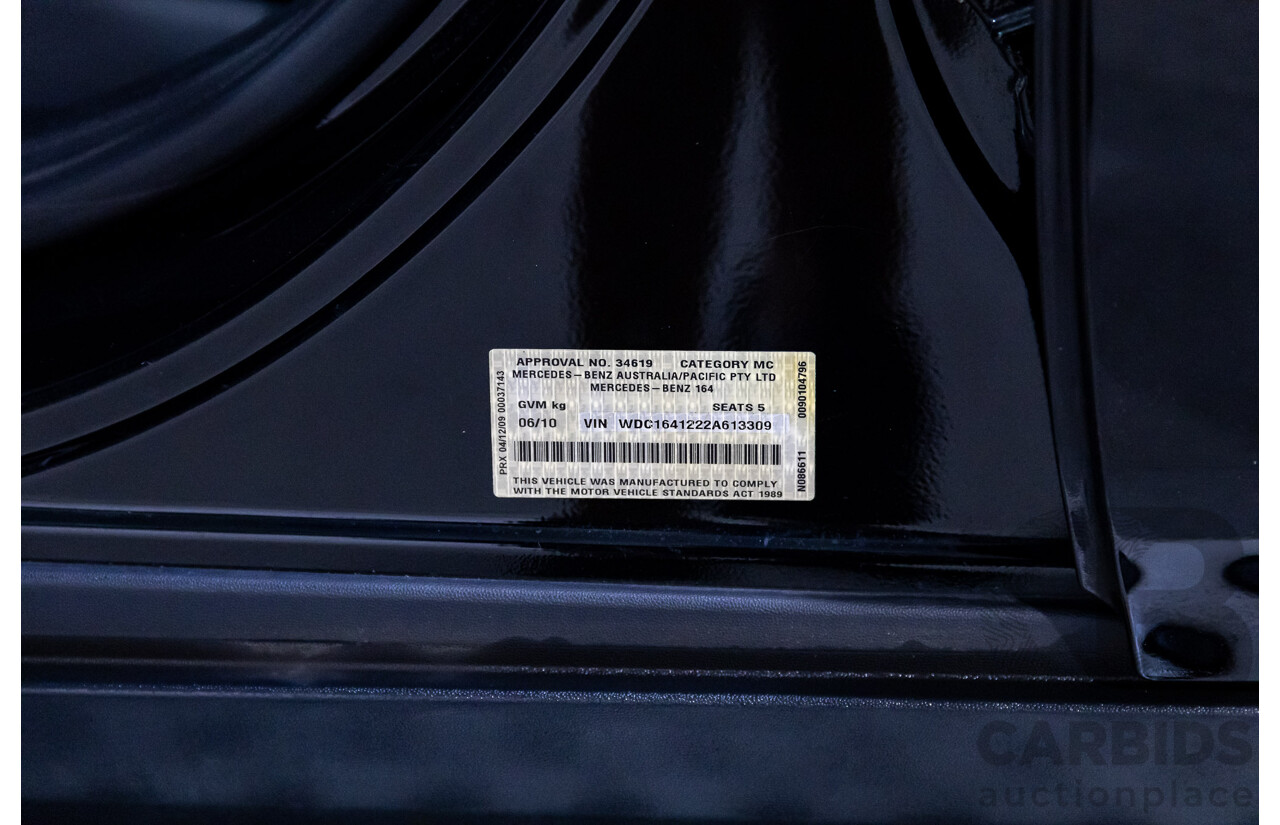 APPROVAL NO. 34619 CATEGORY MC
MERCEDES-BENZ AUSTRALIA/PACIFIC PTY LTD
MERCEDES-BENZ 164
GVM kg SEATS 5
06/10 VIN WDC1641222A613309
THIS VEHICLE WAS MANUFACTURED TO COMPLY
WITH THE MOTOR VEHICLE STANDARDS ACT 1989
PRX 04/12/09 00037143
0090104796
N086611
CARBIDS
auctionplace